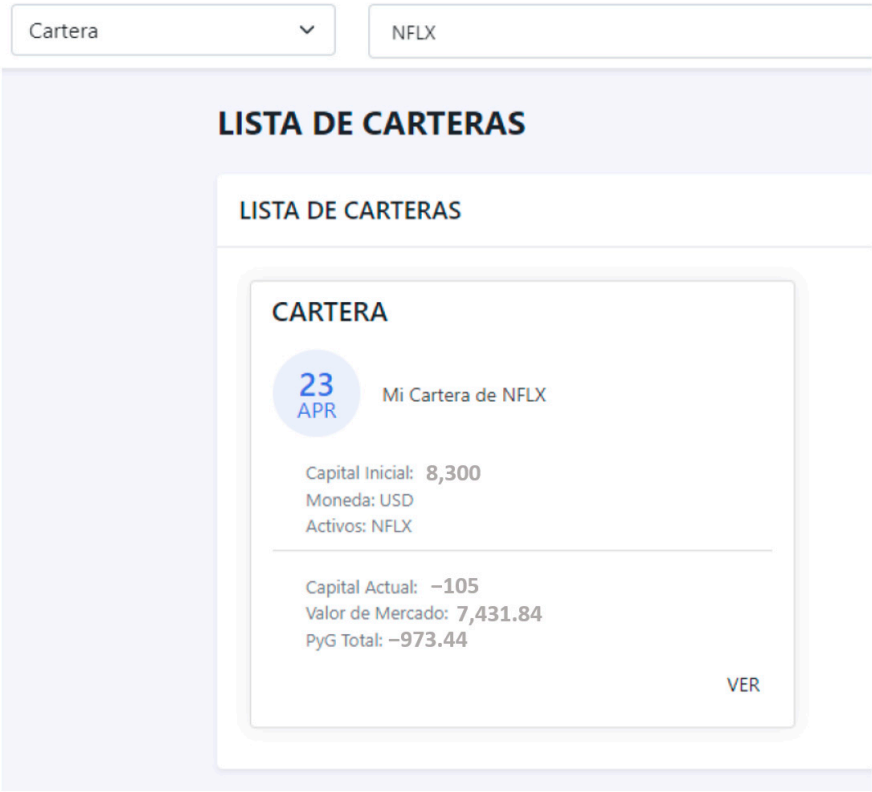 Cartera
NFLX
LISTA DE CARTERAS
LISTA DE CARTERAS
CARTERA
23
APR
Mi Cartera de NFLX
Capital Inicial: 8,300
Moneda: USD
Activos: NFLX
Capital Actual: −105
Valor de Mercado: 7,431.84
PyG Total: −973.44
VER